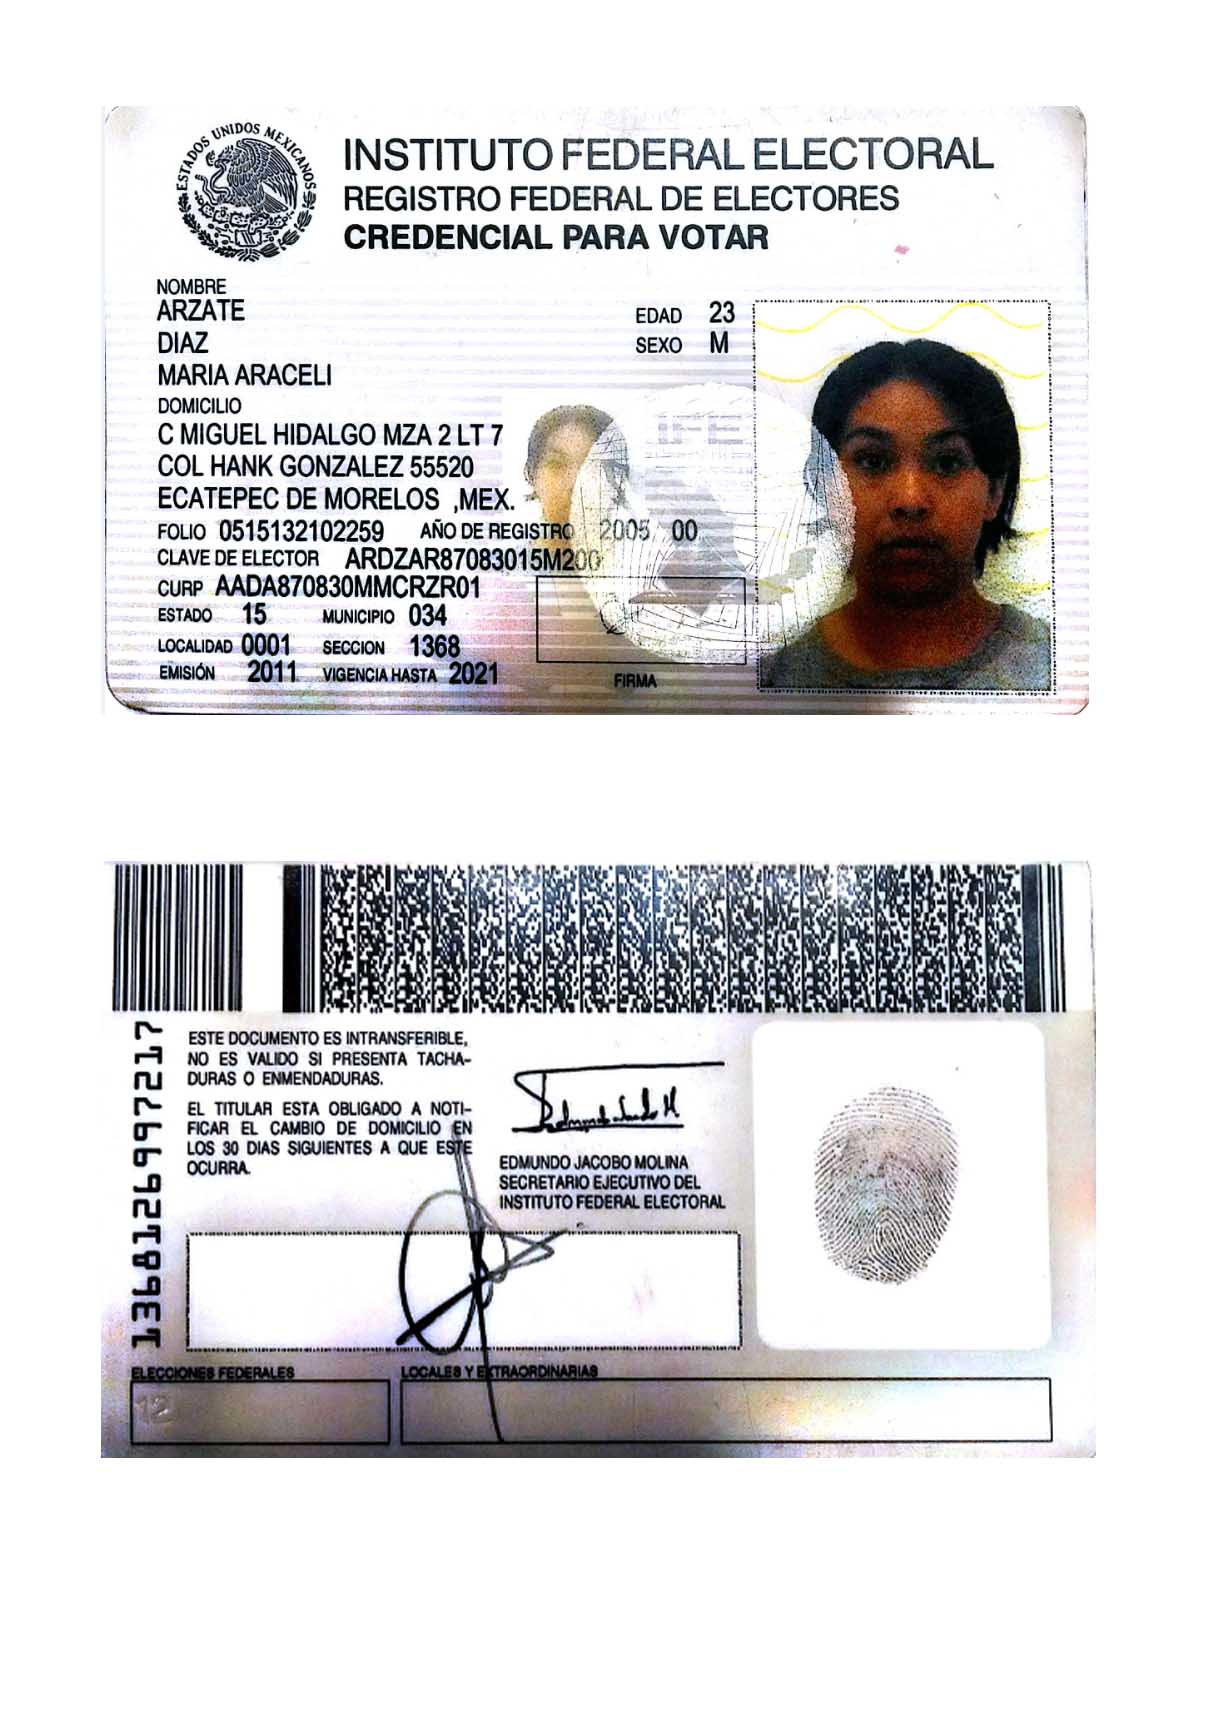 ESTADOS UNIDOS MEXICANOS
INSTITUTO FEDERAL ELECTORAL
REGISTRO FEDERAL DE ELECTORES
CREDENCIAL PARA VOTAR
NOMBRE
ARZATE
DIAZ
MARIA ARACELI
EDAD 23
SEXO M
DOMICILIO
C MIGUEL HIDALGO MZA 2 LT 7
COL HANK GONZALEZ 55520
ECATEPEC DE MORELOS ,MEX.
FOLIO 0515132102259 AÑO DE REGISTRO 2005 00
CLAVE DE ELECTOR ARDZAR87083015M200
CURP AADA870830MMCRZR01
ESTADO 15 MUNICIPIO 034
LOCALIDAD 0001 SECCION 1368
EMISIÓN 2011 VIGENCIA HASTA 2021
FIRMA
IFE
1368126997217
ESTE DOCUMENTO ES INTRANSFERIBLE,
NO ES VALIDO SI PRESENTA TACHA-
DURAS O ENMENDADURAS.
EL TITULAR ESTA OBLIGADO A NOTI-
FICAR EL CAMBIO DE DOMICILIO EN
LOS 30 DIAS SIGUIENTES A QUE ESTE
OCURRA.
EDMUNDO JACOBO MOLINA
SECRETARIO EJECUTIVO DEL
INSTITUTO FEDERAL ELECTORAL
ELECCIONES FEDERALES
LOCALES Y EXTRAORDINARIAS
12